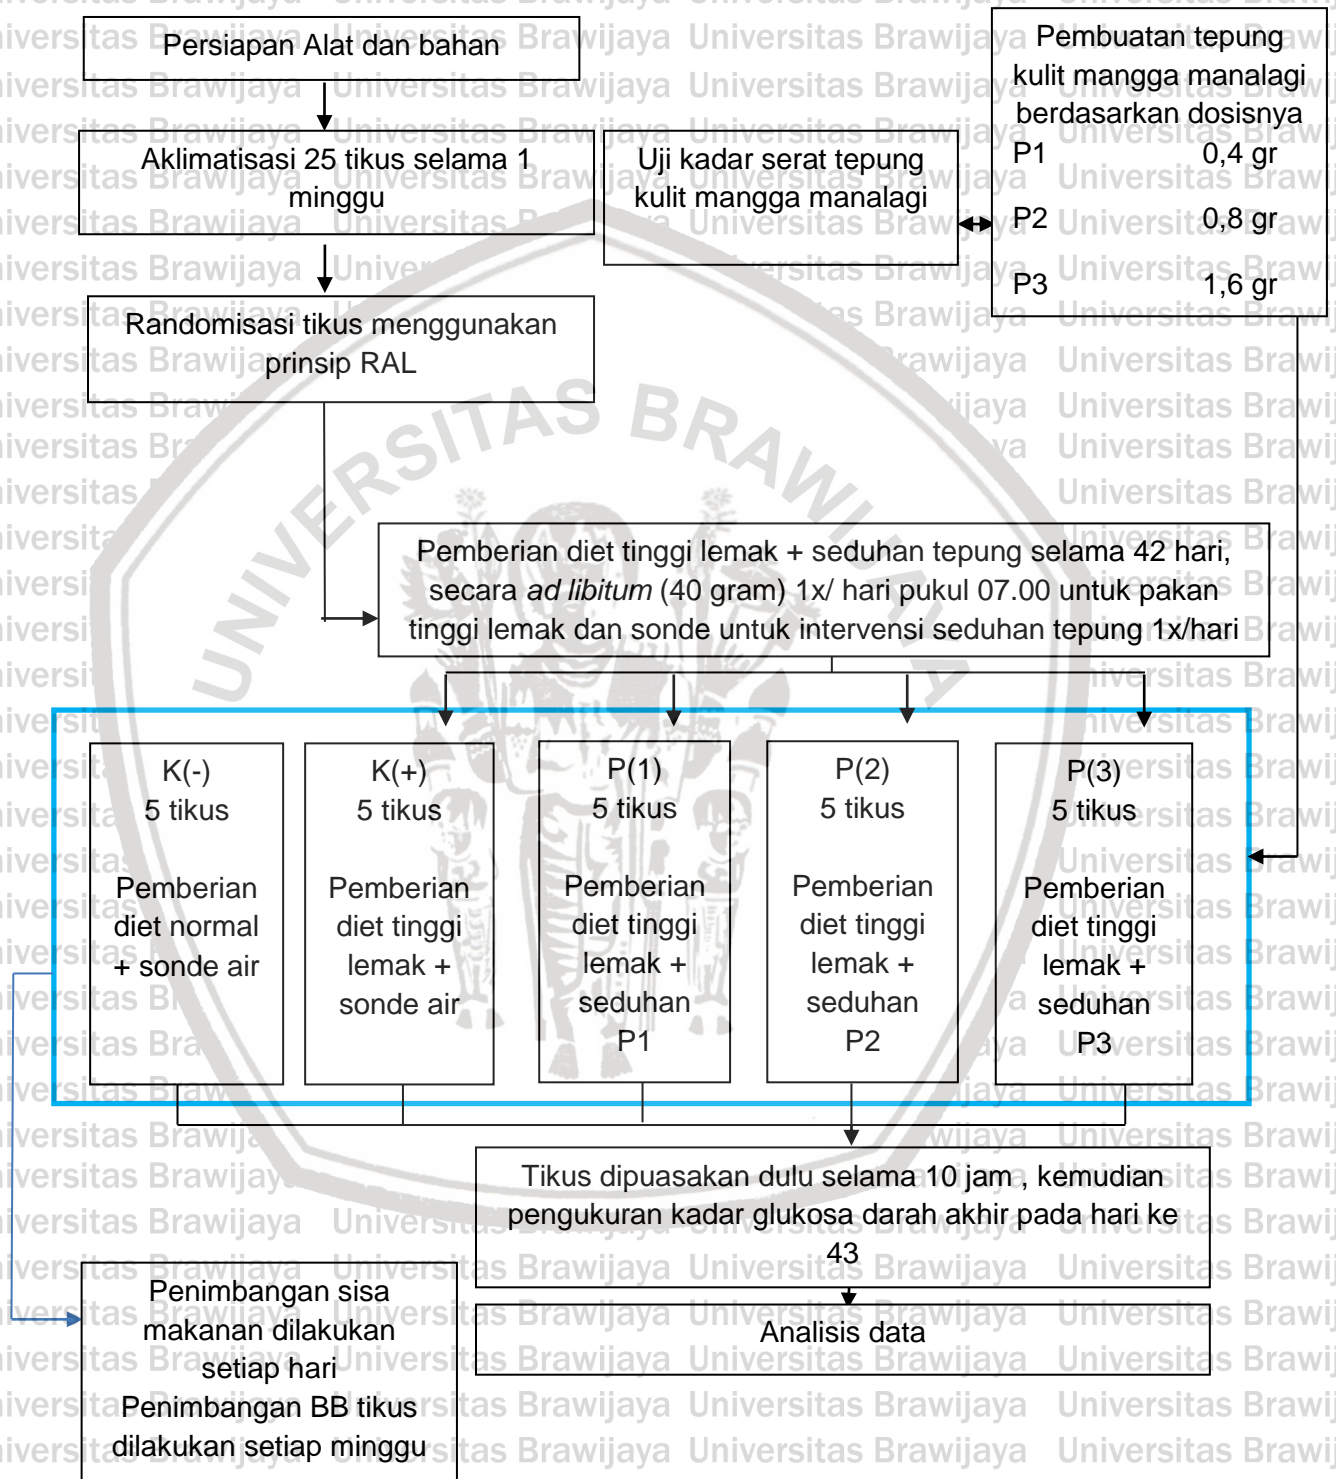 Persiapan Alat dan bahan
Aklimatisasi 25 tikus selama 1
minggu
Randomisasi tikus menggunakan
prinsip RAL
Uji kadar serat tepung
kulit mangga manalagi
Pembuatan tepung
kulit mangga manalagi
berdasarkan dosisnya
P1 0,4 gr
P2 0,8 gr
P3 1,6 gr
Pemberian diet tinggi lemak + seduhan tepung selama 42 hari,
secara ad libitum (40 gram) 1x/ hari pukul 07.00 untuk pakan
tinggi lemak dan sonde untuk intervensi seduhan tepung 1x/hari
K(-)
5 tikus
Pemberian
diet normal
+ sonde air
K(+)
5 tikus
Pemberian
diet tinggi
lemak +
sonde air
P(1)
5 tikus
Pemberian
diet tinggi
lemak +
seduhan
P1
P(2)
5 tikus
Pemberian
diet tinggi
lemak +
seduhan
P2
P(3)
5 tikus
Pemberian
diet tinggi
lemak +
seduhan
P3
Tikus dipuasakan dulu selama 10 jam , kemudian
pengukuran kadar glukosa darah akhir pada hari ke
43
Analisis data
Penimbangan sisa
makanan dilakukan
setiap hari
Penimbangan BB tikus
dilakukan setiap minggu
UNIVERSITAS BRAWIJAYA